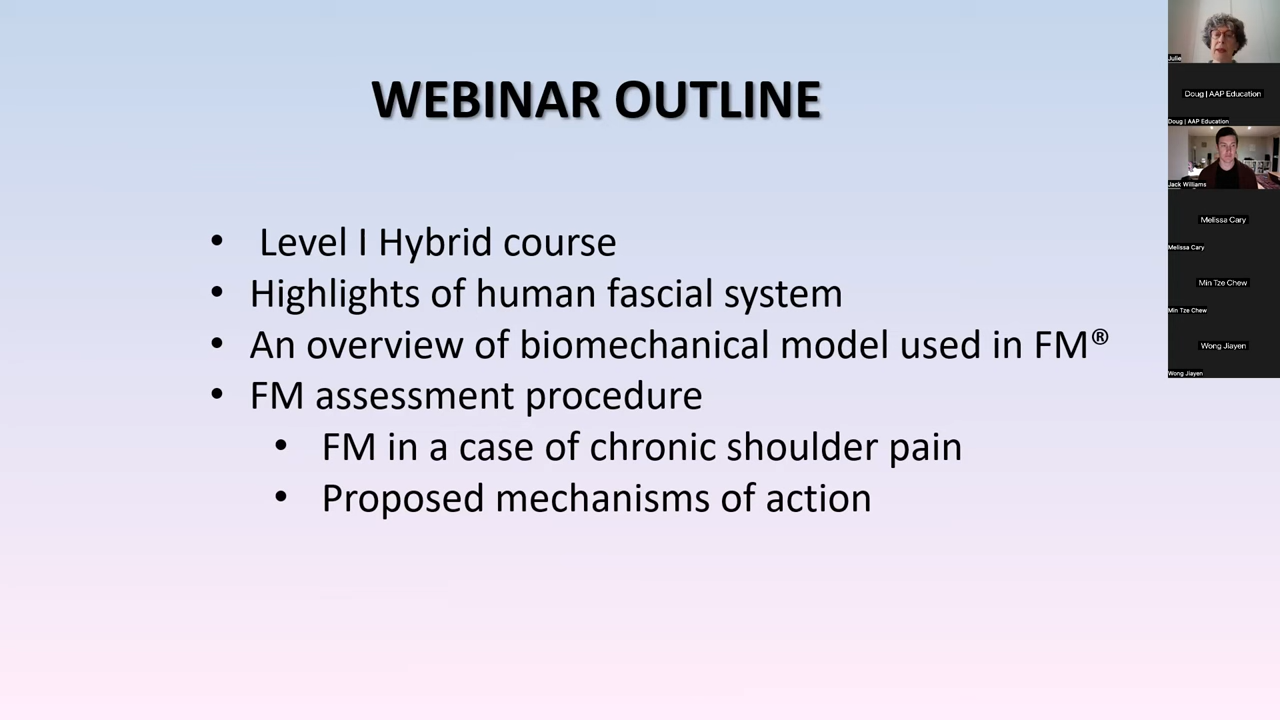 WEBINAR OUTLINE
• Level I Hybrid course
• Highlights of human fascial system
• An overview of biomechanical model used in FM®
• FM assessment procedure
• FM in a case of chronic shoulder pain
• Proposed mechanisms of action
Julie
Doug | AAP Education
Doug | AAP Education
Jack Williams
Melissa Cary
Melissa Cary
Min Tze Chew
Min Tze Chew
Wong Jiayen
Wong Jiayen